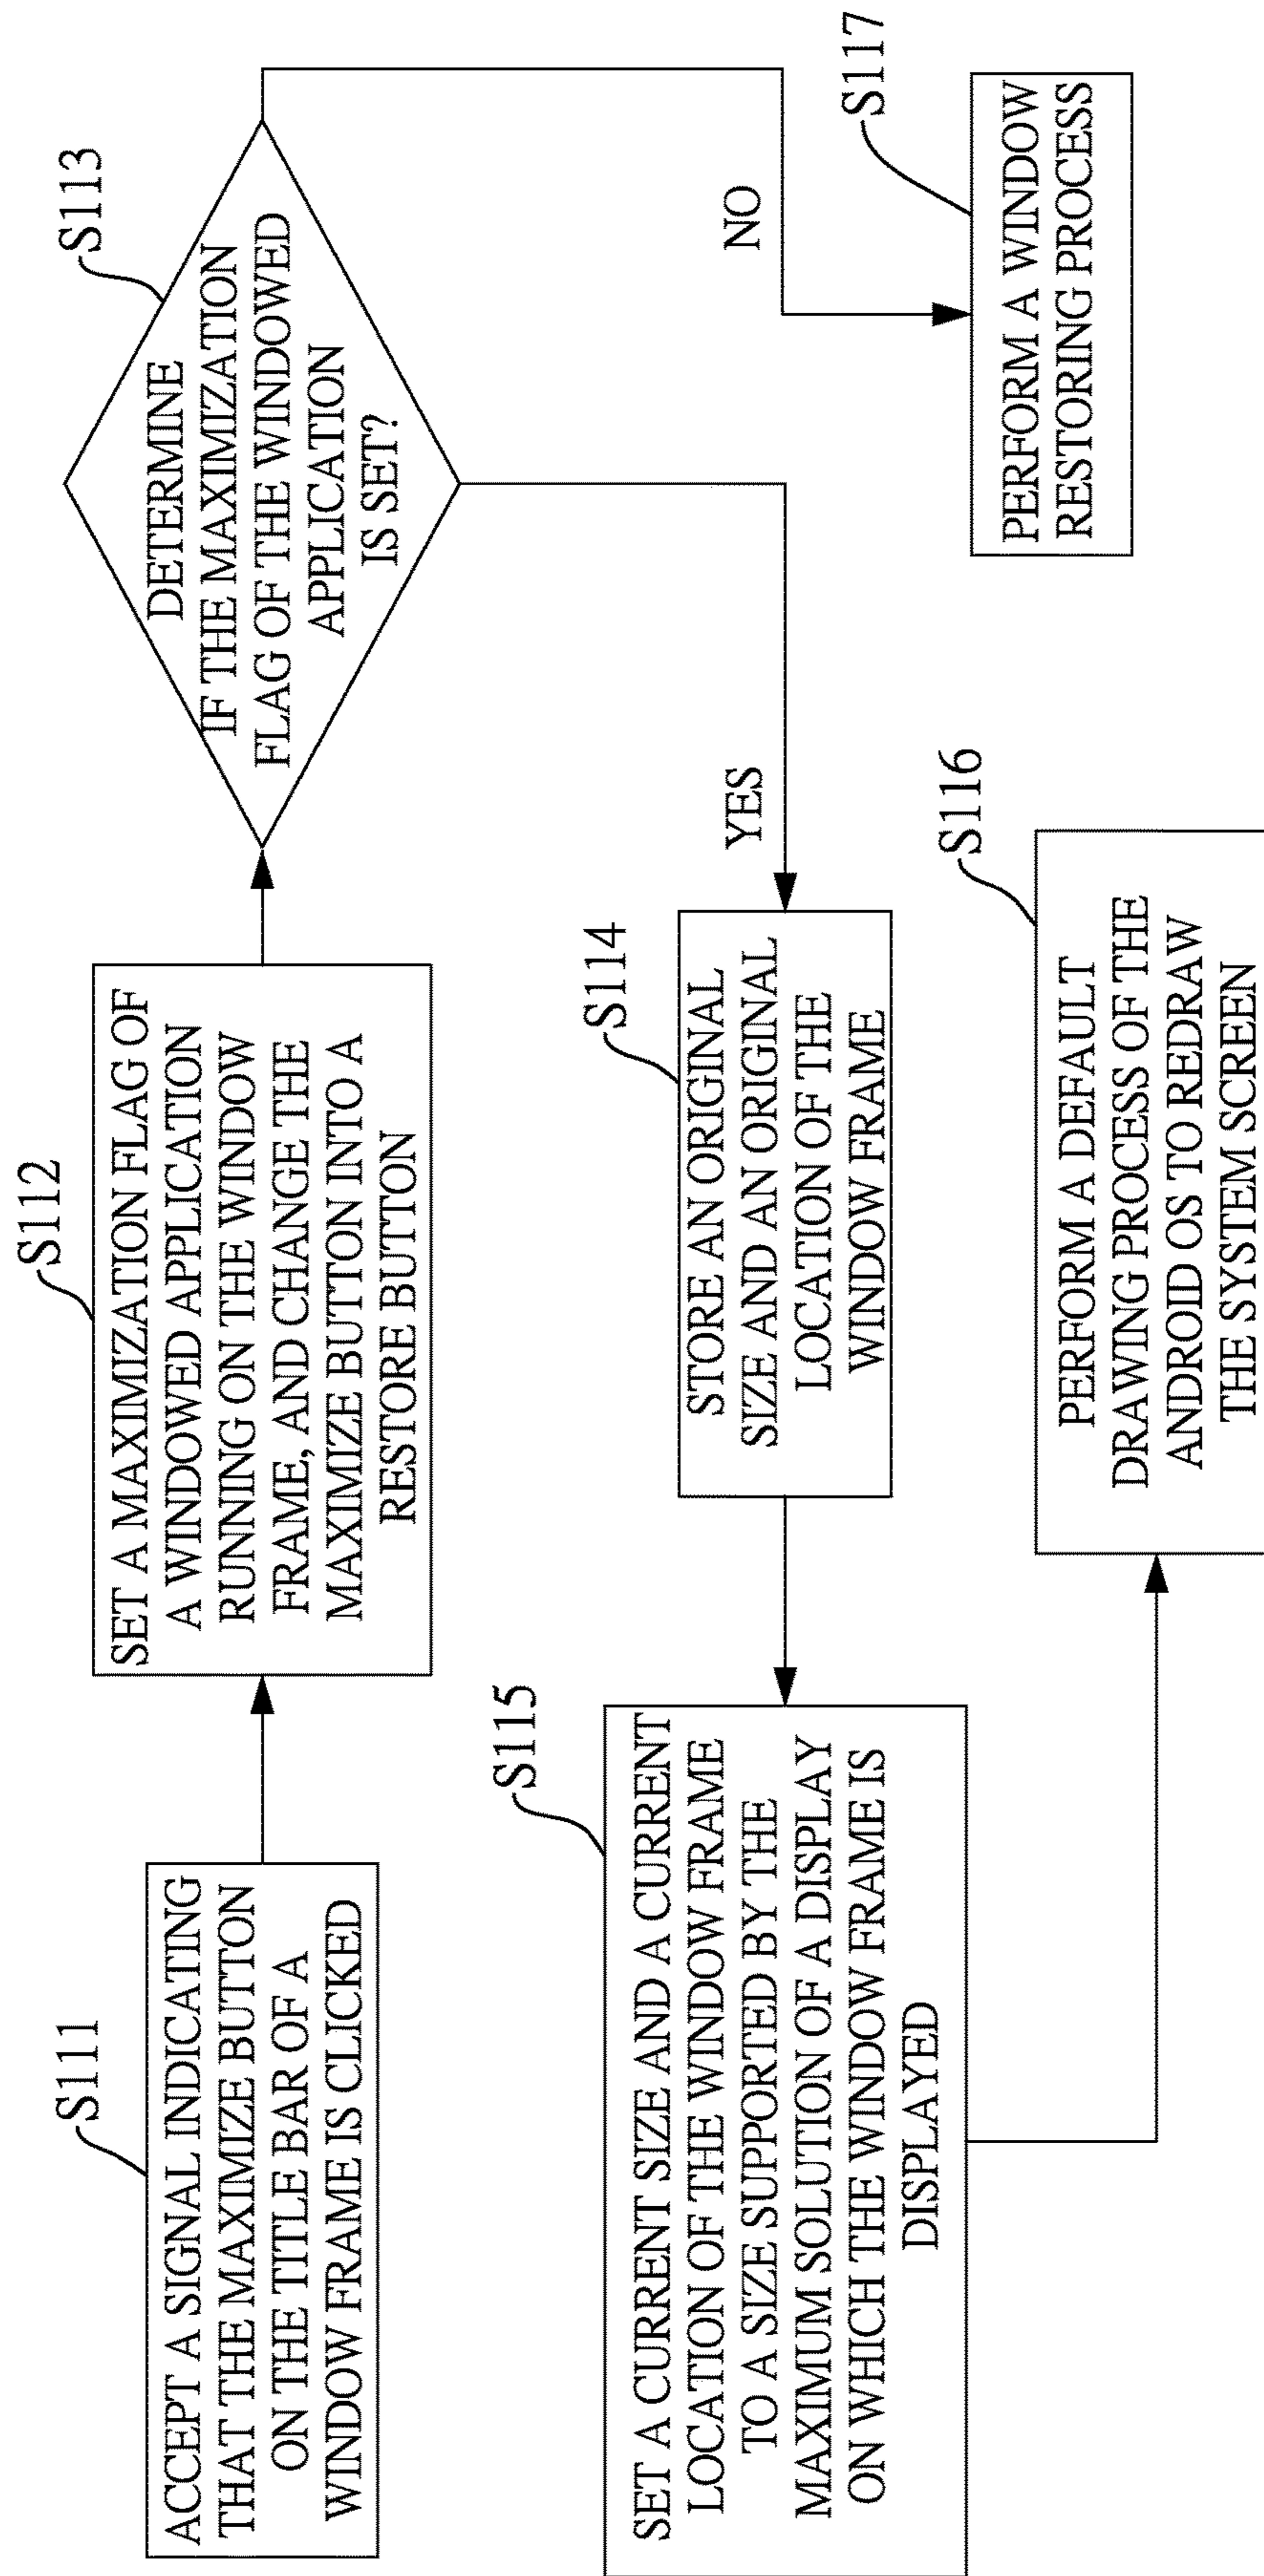 S111
ACCEPT A SIGNAL INDICATING
THAT THE MAXIMIZE BUTTON
ON THE TITLE BAR OF A
WINDOW FRAME IS CLICKED
S112
SET A MAXIMIZATION FLAG OF
A WINDOWED APPLICATION
RUNNING ON THE WINDOW
FRAME, AND CHANGE THE
MAXIMIZE BUTTON INTO A
RESTORE BUTTON
S113
DETERMINE
IF THE MAXIMIZATION
FLAG OF THE WINDOWED
APPLICATION
IS SET?
YES
NO
S114
STORE AN ORIGINAL
SIZE AND AN ORIGINAL
LOCATION OF THE
WINDOW FRAME
S115
SET A CURRENT SIZE AND A CURRENT
LOCATION OF THE WINDOW FRAME
TO A SIZE SUPPORTED BY THE
MAXIMUM SOLUTION OF A DISPLAY
ON WHICH THE WINDOW FRAME IS
DISPLAYED
S116
PERFORM A DEFAULT
DRAWING PROCESS OF THE
ANDROID OS TO REDRAW
THE SYSTEM SCREEN
S117
PERFORM A WINDOW
RESTORING PROCESS